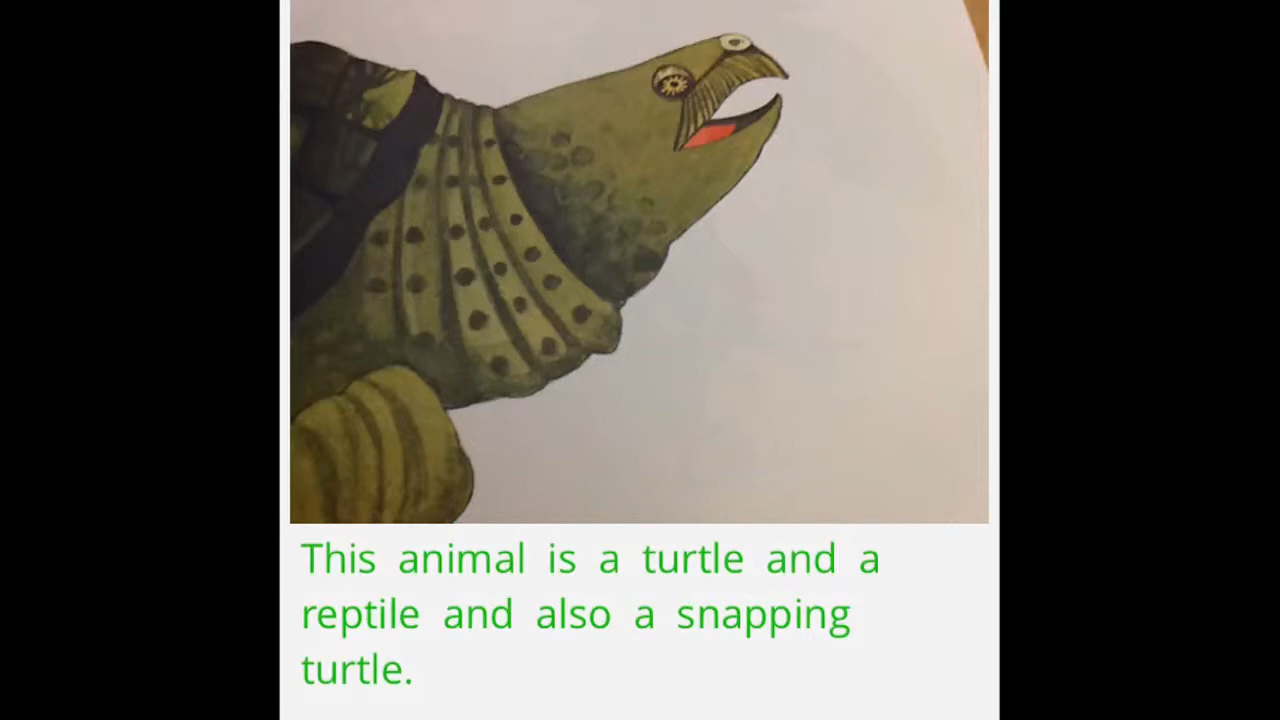 This animal is a turtle and a
reptile and also a snapping
turtle.